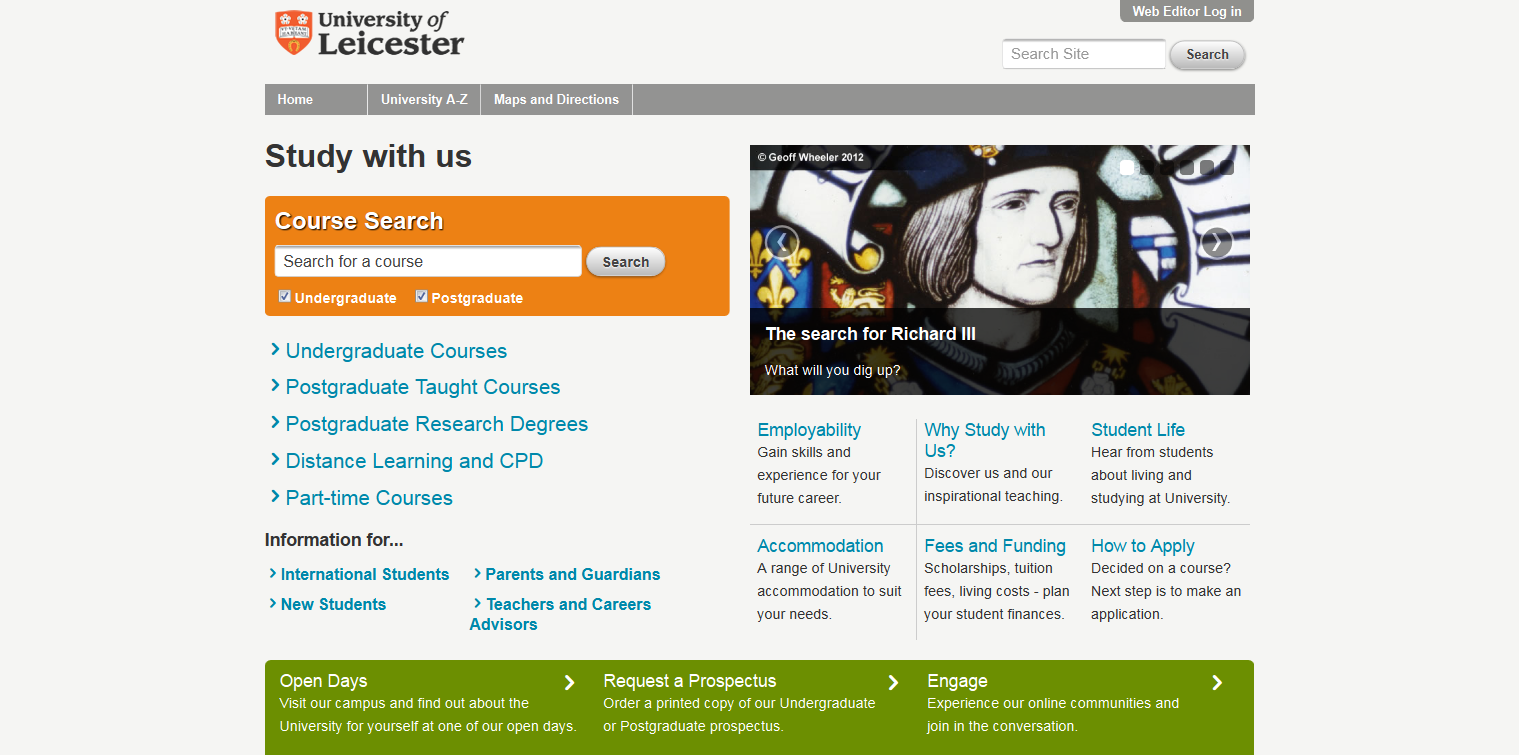 University of
Leicester
Web Editor Log in
Search Site
Search
Home
University A-Z
Maps and Directions
Study with us
Course Search
Search for a course
Search
Undergraduate
Postgraduate
Undergraduate Courses
Postgraduate Taught Courses
Postgraduate Research Degrees
Distance Learning and CPD
Part-time Courses
Information for...
International Students
Parents and Guardians
New Students
Teachers and Careers
Advisors
© Geoff Wheeler 2012
The search for Richard III
What will you dig up?
Employability
Gain skills and
experience for your
future career.
Why Study with
Us?
Discover us and our
inspirational teaching.
Student Life
Hear from students
about living and
studying at University.
Accommodation
A range of University
accommodation to suit
your needs.
Fees and Funding
Scholarships, tuition
fees, living costs - plan
your student finances.
How to Apply
Decided on a course?
Next step is to make an
application.
Open Days
Visit our campus and find out about the
University for yourself at one of our open days.
Request a Prospectus
Order a printed copy of our Undergraduate
or Postgraduate prospectus.
Engage
Experience our online communities and
join in the conversation.